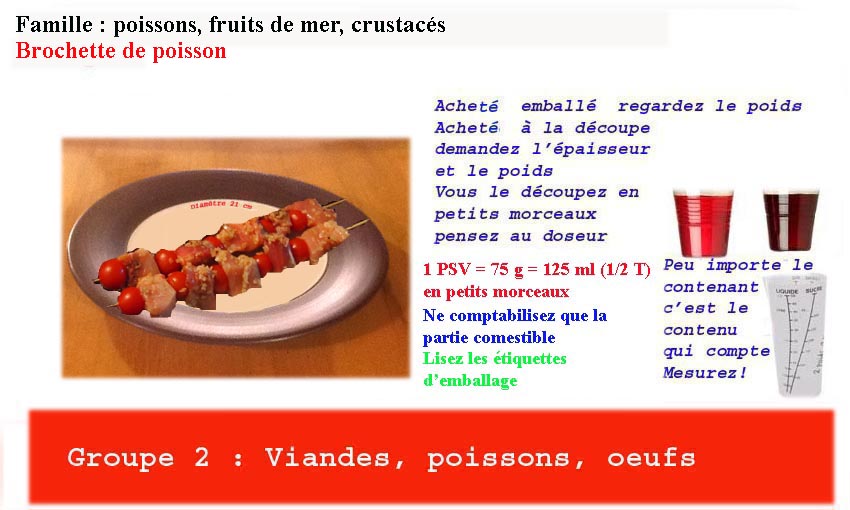 Famille : poissons, fruits de mer, crustacés
Brochette de poisson
Diamètre 21 cm
Acheté emballé regardez le poids
Acheté à la découpe
demandez l'épaisseur
et le poids
Vous le découpez en
petits morceaux
pensez au doseur
1 PSV = 75 g = 125 ml (1/2 T)
en petits morceaux
Ne comptabilisez que la
partie comestible
Lisez les étiquettes
d'emballage
Peu importe le
contenant
c'est le
contenu
qui compte
Mesurez!
LIQUIDE SUCRE
Groupe 2 : Viandes, poissons, oeufs